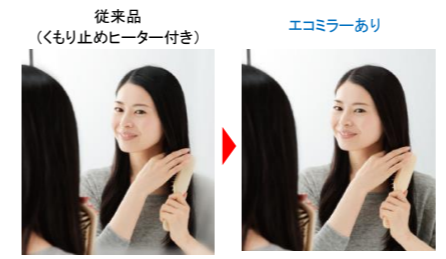 従来品
（くもり止めヒーター付き）
エコミラーあり